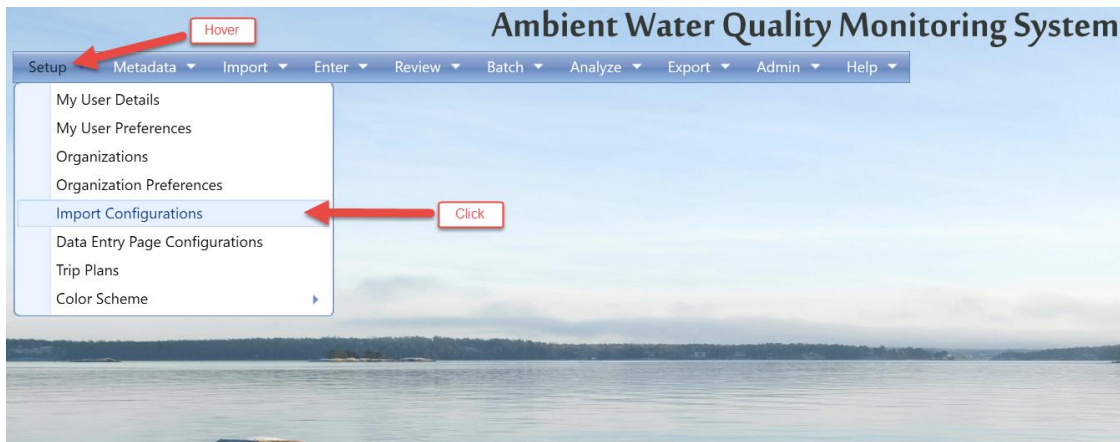 Hover
Ambient Water Quality Monitoring System
Setup Metadata Import Enter Review Batch Analyze Export Admin Help
My User Details
My User Preferences
Organizations
Organization Preferences
Import Configurations
Click
Data Entry Page Configurations
Trip Plans
Color Scheme